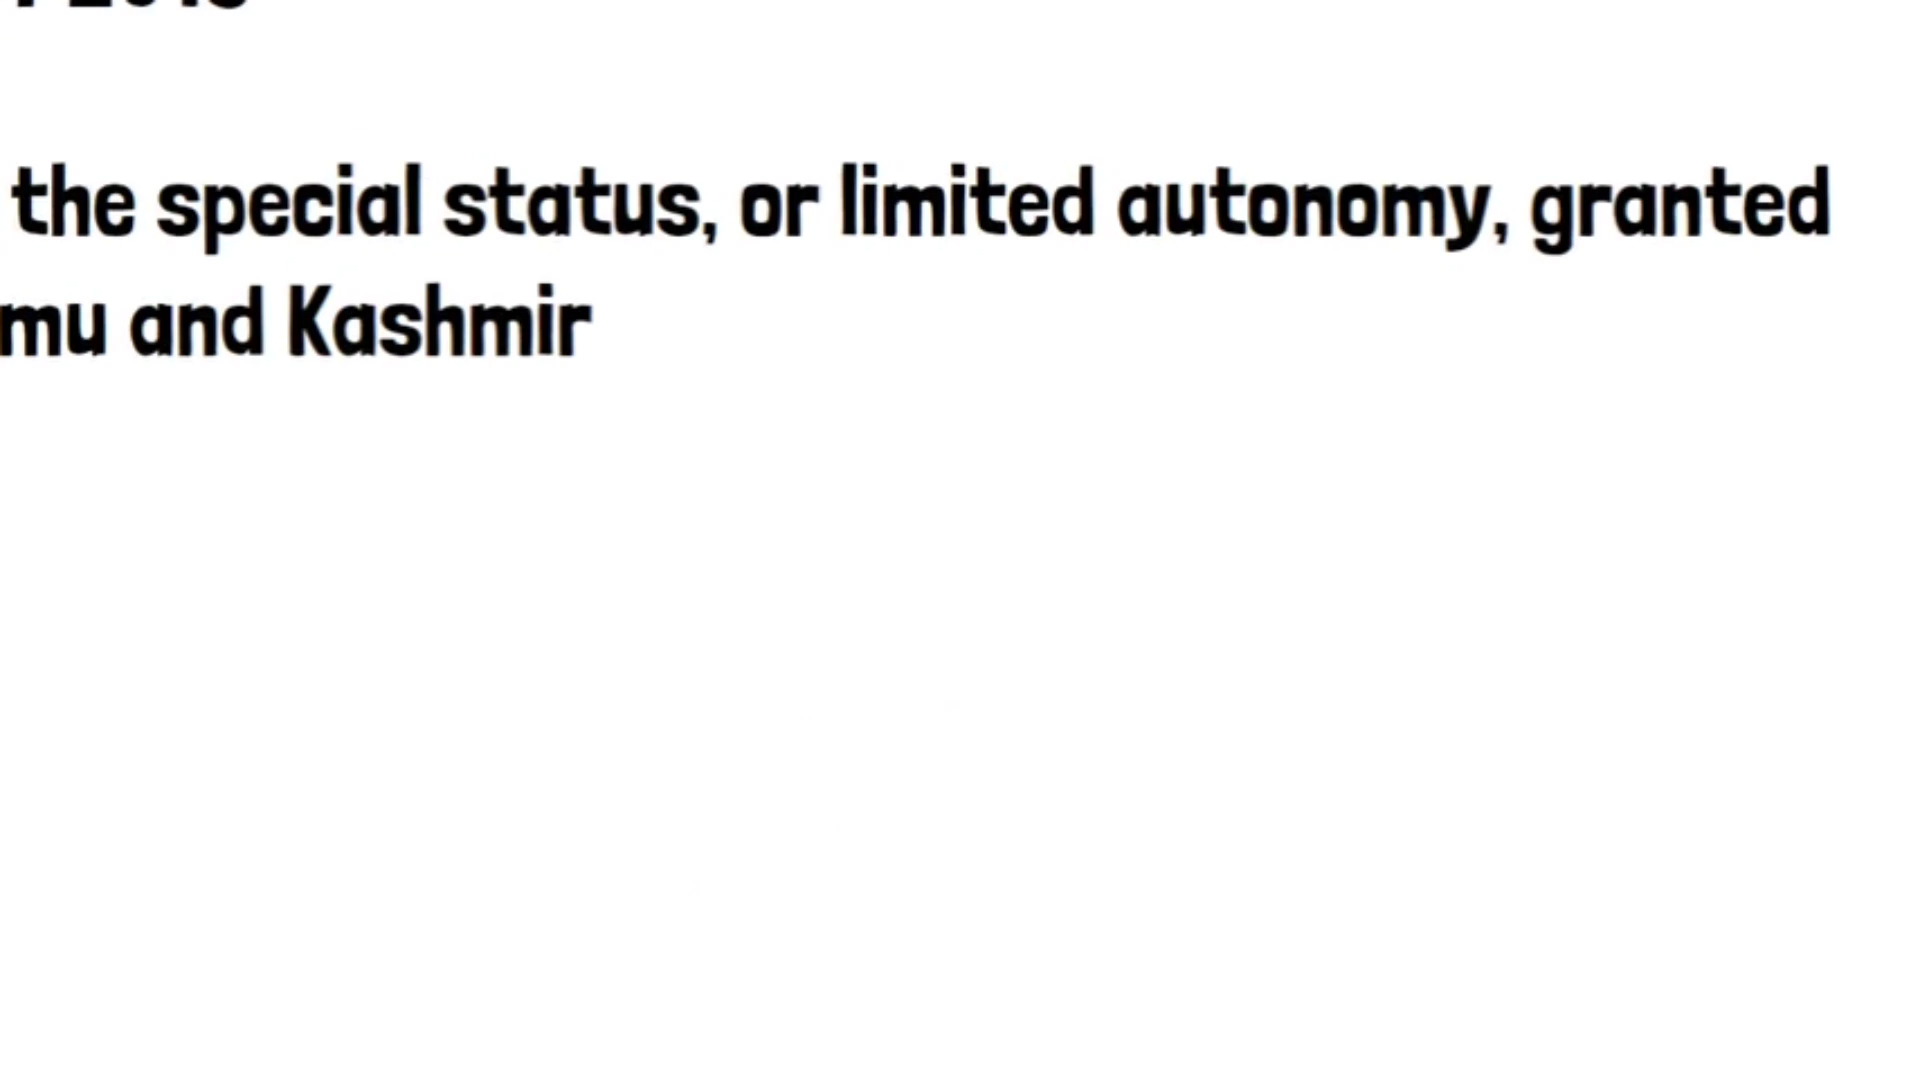 the special status, or limited autonomy, granted
mu and Kashmir